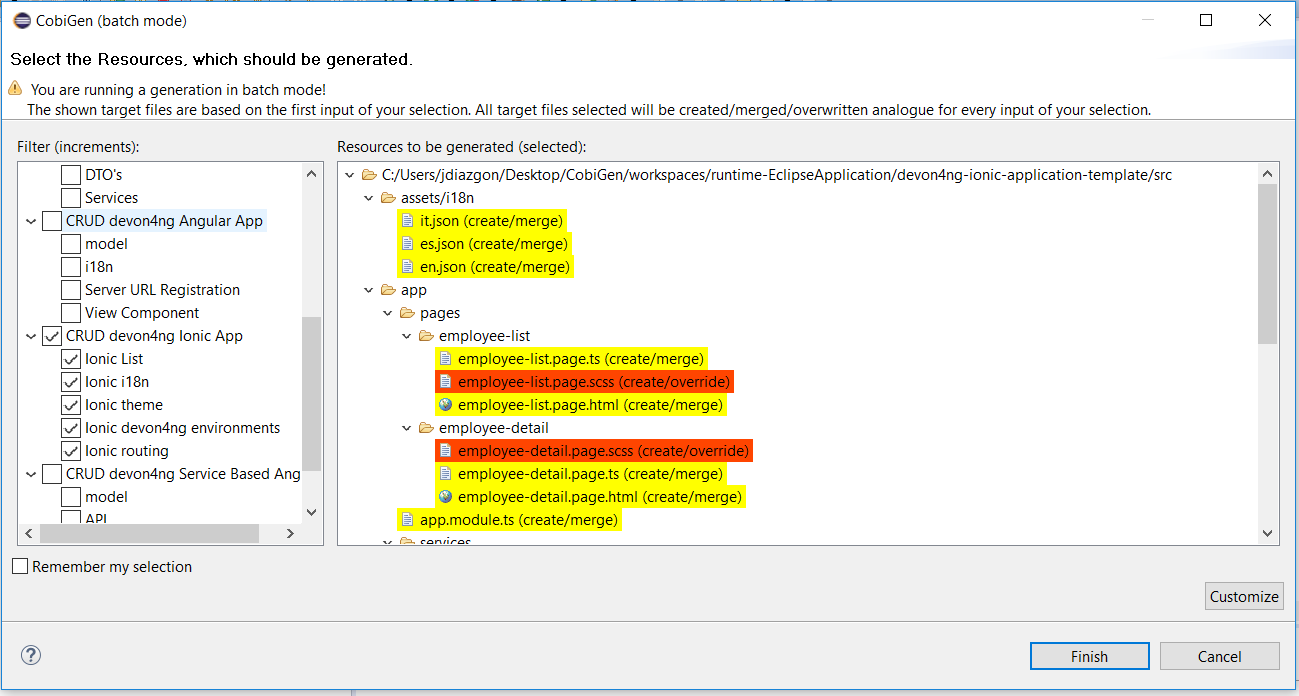 CobiGen (batch mode)
Select the Resources, which should be generated.
You are running a generation in batch mode!
The shown target files are based on the first input of your selection. All target files selected will be created/merged/overwritten analogue for every input of your selection.
Filter (increments):
DTO's
Services
CRUD devon4ng Angular App
model
i18n
Server URL Registration
View Component
CRUD devon4ng Ionic App
Ionic List
Ionic i18n
Ionic theme
Ionic devon4ng environments
Ionic routing
CRUD devon4ng Service Based Ang
model
API
Resources to be generated (selected):
C:/Users/jdiazgon/Desktop/CobiGen/workspaces/runtime-EclipseApplication/devon4ng-ionic-application-template/src
assets/i18n
it.json (create/merge)
es.json (create/merge)
en.json (create/merge)
app
pages
employee-list
employee-list.page.ts (create/merge)
employee-list.page.scss (create/override)
employee-list.page.html (create/merge)
employee-detail
employee-detail.page.scss (create/override)
employee-detail.page.ts (create/merge)
employee-detail.page.html (create/merge)
app.module.ts (create/merge)
services
Remember my selection
Customize
?
Finish
Cancel